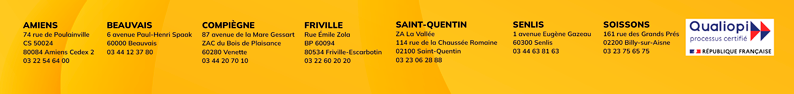 AMIENS
74 rue de Poulainville
CS 50024
80084 Amiens Cedex 2
03 22 54 64 00
BEAUVAIS
6 avenue Paul-Henri Spaak
60000 Beauvais
03 44 12 37 80
COMPIÈGNE
87 avenue de la Mare Gessart
ZAC du Bois de Plaisance
60280 Venette
03 44 20 70 10
FRIVILLE
Rue Émile Zola
BP 60094
80534 Friville-Escarbotin
03 22 60 20 20
SAINT-QUENTIN
ZA La Vallée
114 rue de la Chaussée Romaine
02100 Saint-Quentin
03 23 06 28 88
SENLIS
1 avenue Eugène Gazeau
60300 Senlis
03 44 63 81 63
SOISSONS
161 rue des Grands Prés
02200 Billy-sur-Aisne
03 23 75 65 75
Qualiopi
processus certifié
RÉPUBLIQUE FRANÇAISE